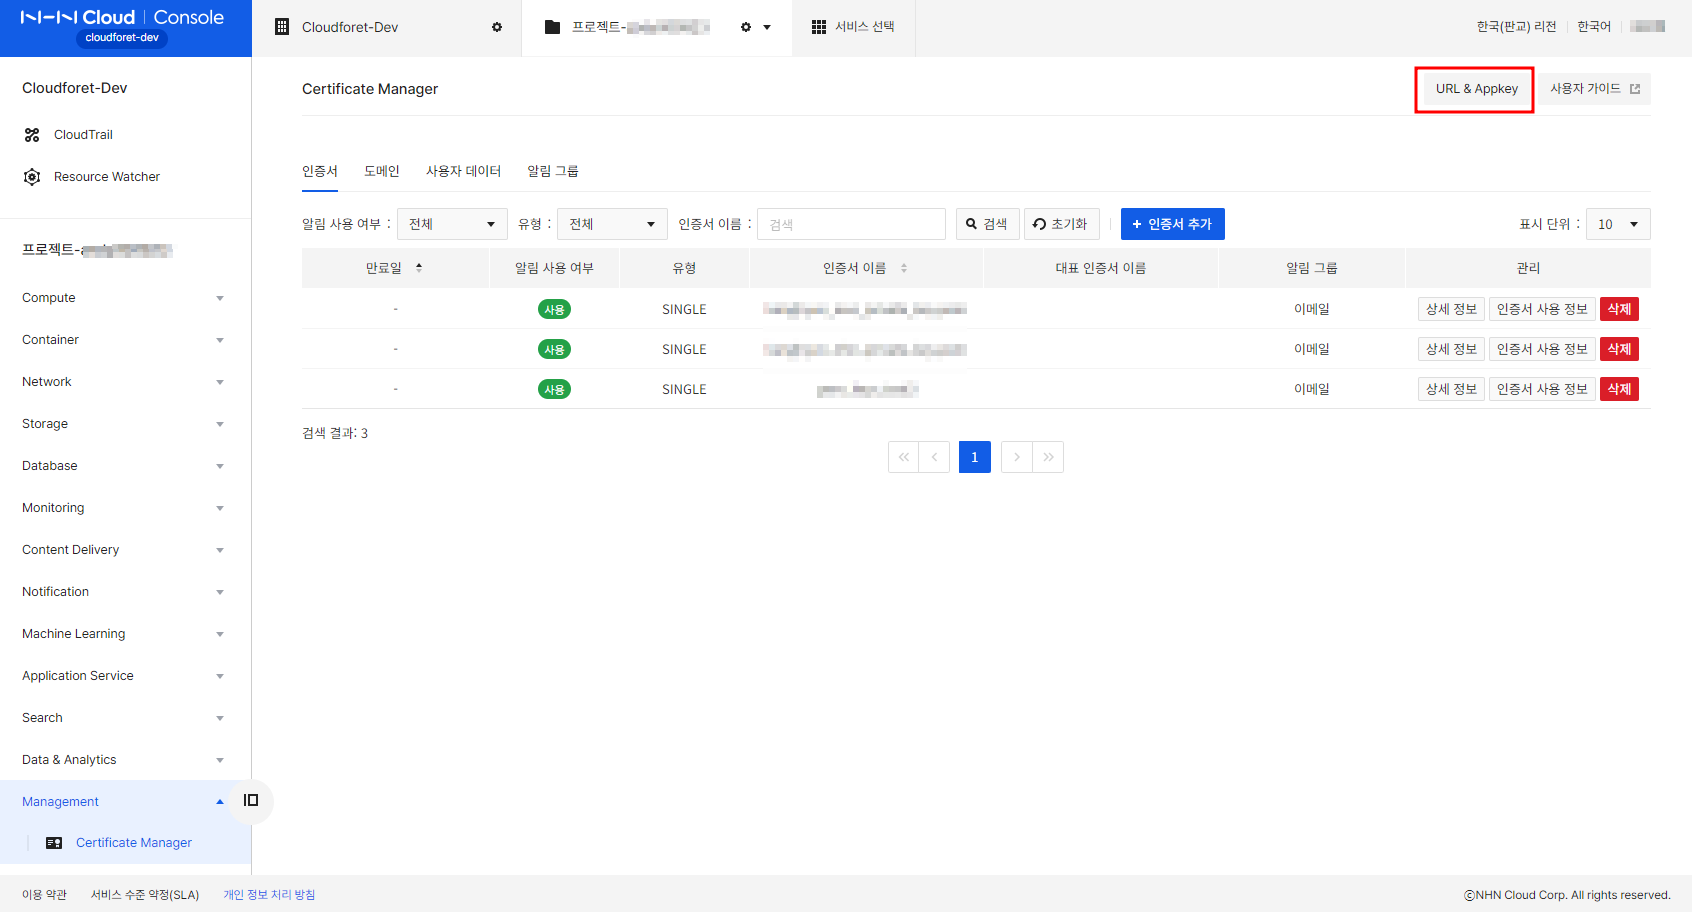 NHN Cloud | Console
cloudforet-dev
Cloudforet-Dev
프로젝트-
서비스 선택
한국(판교) 리전
한국어
Cloudforet-Dev
CloudTrail
Resource Watcher
프로젝트-
Compute
Container
Network
Storage
Database
Monitoring
Content Delivery
Notification
Machine Learning
Application Service
Search
Data & Analytics
Management
Certificate Manager
Certificate Manager
URL & Appkey
사용자 가이드
인증서 도메인 사용자 데이터 알림 그룹
알림 사용 여부 : 전체 유형 : 전체 인증서 이름 : 검색 검색 초기화 + 인증서 추가 표시 단위 : 10
만료일 알림 사용 여부 유형 인증서 이름 대표 인증서 이름 알림 그룹 관리
- 사용 SINGLE 이메일 상세 정보 인증서 사용 정보 삭제
- 사용 SINGLE 이메일 상세 정보 인증서 사용 정보 삭제
- 사용 SINGLE 이메일 상세 정보 인증서 사용 정보 삭제
검색 결과: 3
1
이용 약관 서비스 수준 약정(SLA) 개인 정보 처리 방침
ⓒNHN Cloud Corp. All rights reserved.